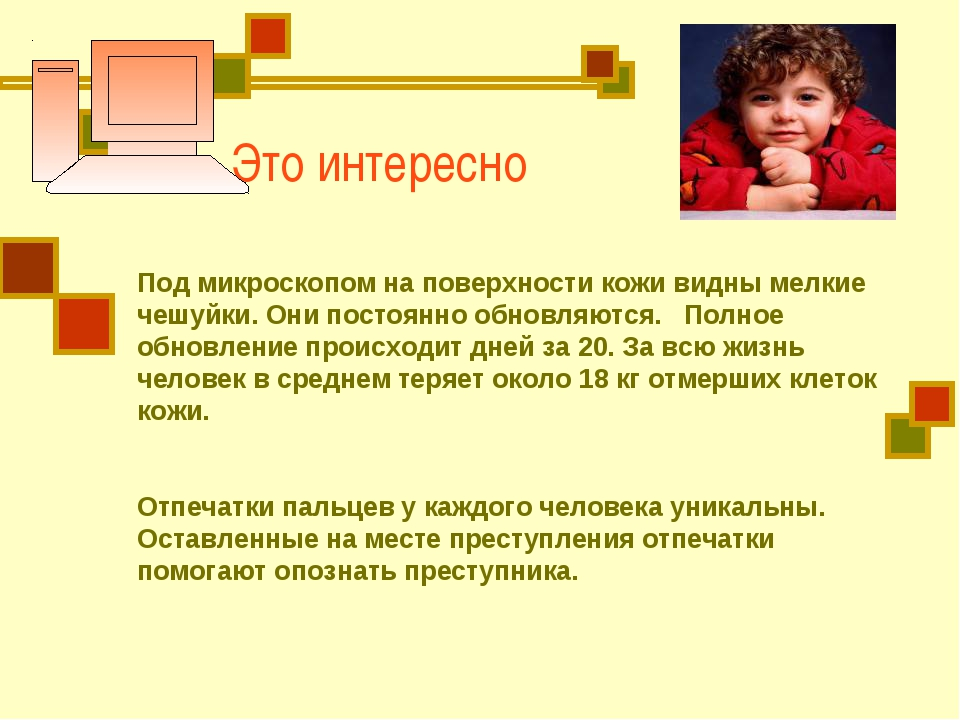 Это интересно
Под микроскопом на поверхности кожи видны мелкие
чешуйки. Они постоянно обновляются.   Полное
обновление происходит дней за 20. За всю жизнь
человек в среднем теряет около 18 кг отмерших клеток
кожи.
Отпечатки пальцев у каждого человека уникальны.
Оставленные на месте преступления отпечатки
помогают опознать преступника.